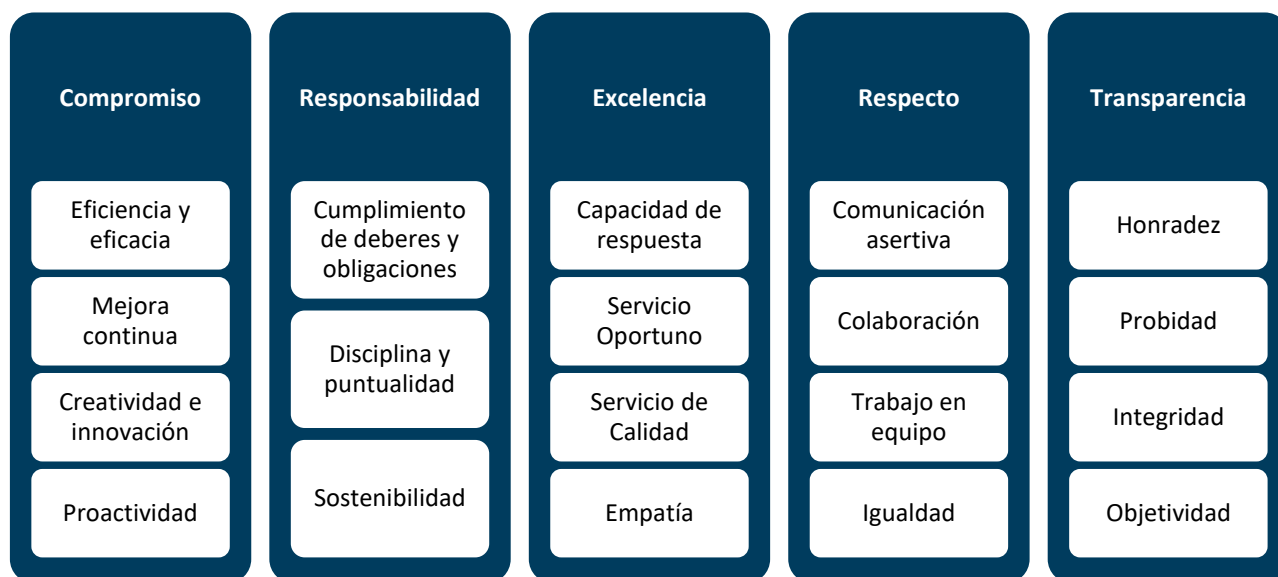 Compromiso
Eficiencia y
eficacia
Mejora
continua
Creatividad e
innovación
Proactividad
Responsabilidad
Cumplimiento
de deberes y
obligaciones
Disciplina y
puntualidad
Sostenibilidad
Excelencia
Capacidad de
respuesta
Servicio
Oportuno
Servicio de
Calidad
Empatía
Respecto
Comunicación
asertiva
Colaboración
Trabajo en
equipo
Igualdad
Transparencia
Honradez
Probidad
Integridad
Objetividad